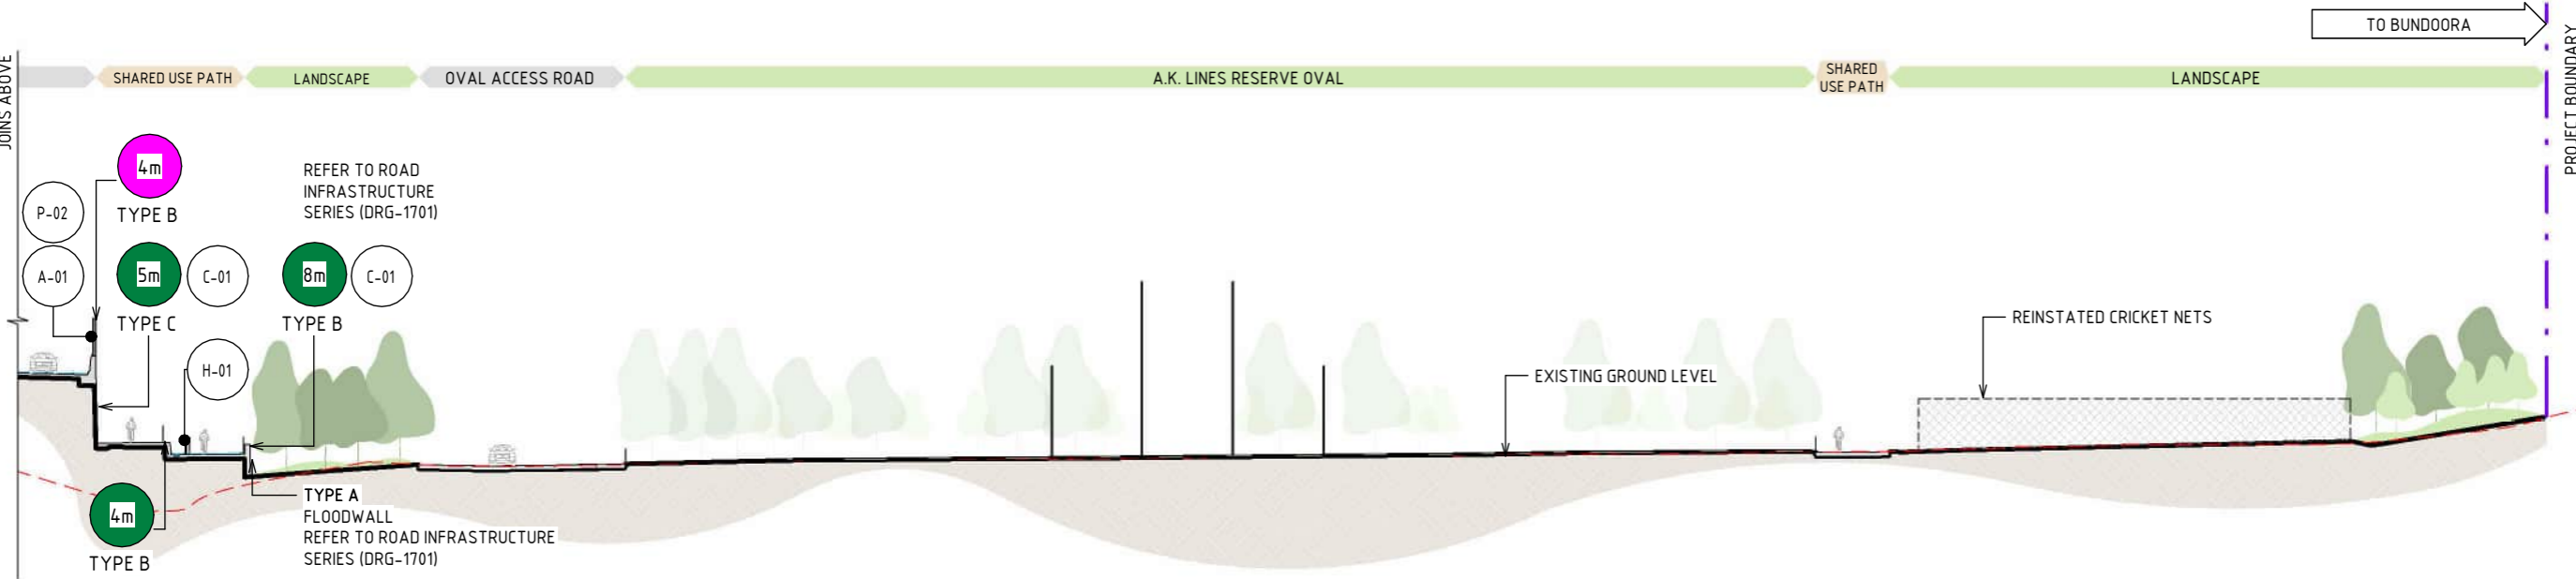 TO BUNDOORA
JOINS ABOVE
SHARED USE PATH
LANDSCAPE
OVAL ACCESS ROAD
A.K. LINES RESERVE OVAL
SHARED
USE PATH
LANDSCAPE
PROJECT BOUNDARY
4m
TYPE B
REFER TO ROAD
INFRASTRUCTURE
SERIES (DRG-1701)
P-02
A-01
5m
C-01
TYPE C
8m
C-01
TYPE B
H-01
REINSTATED CRICKET NETS
EXISTING GROUND LEVEL
4m
TYPE B
TYPE A
FLOODWALL
REFER TO ROAD INFRASTRUCTURE
SERIES (DRG-1701)